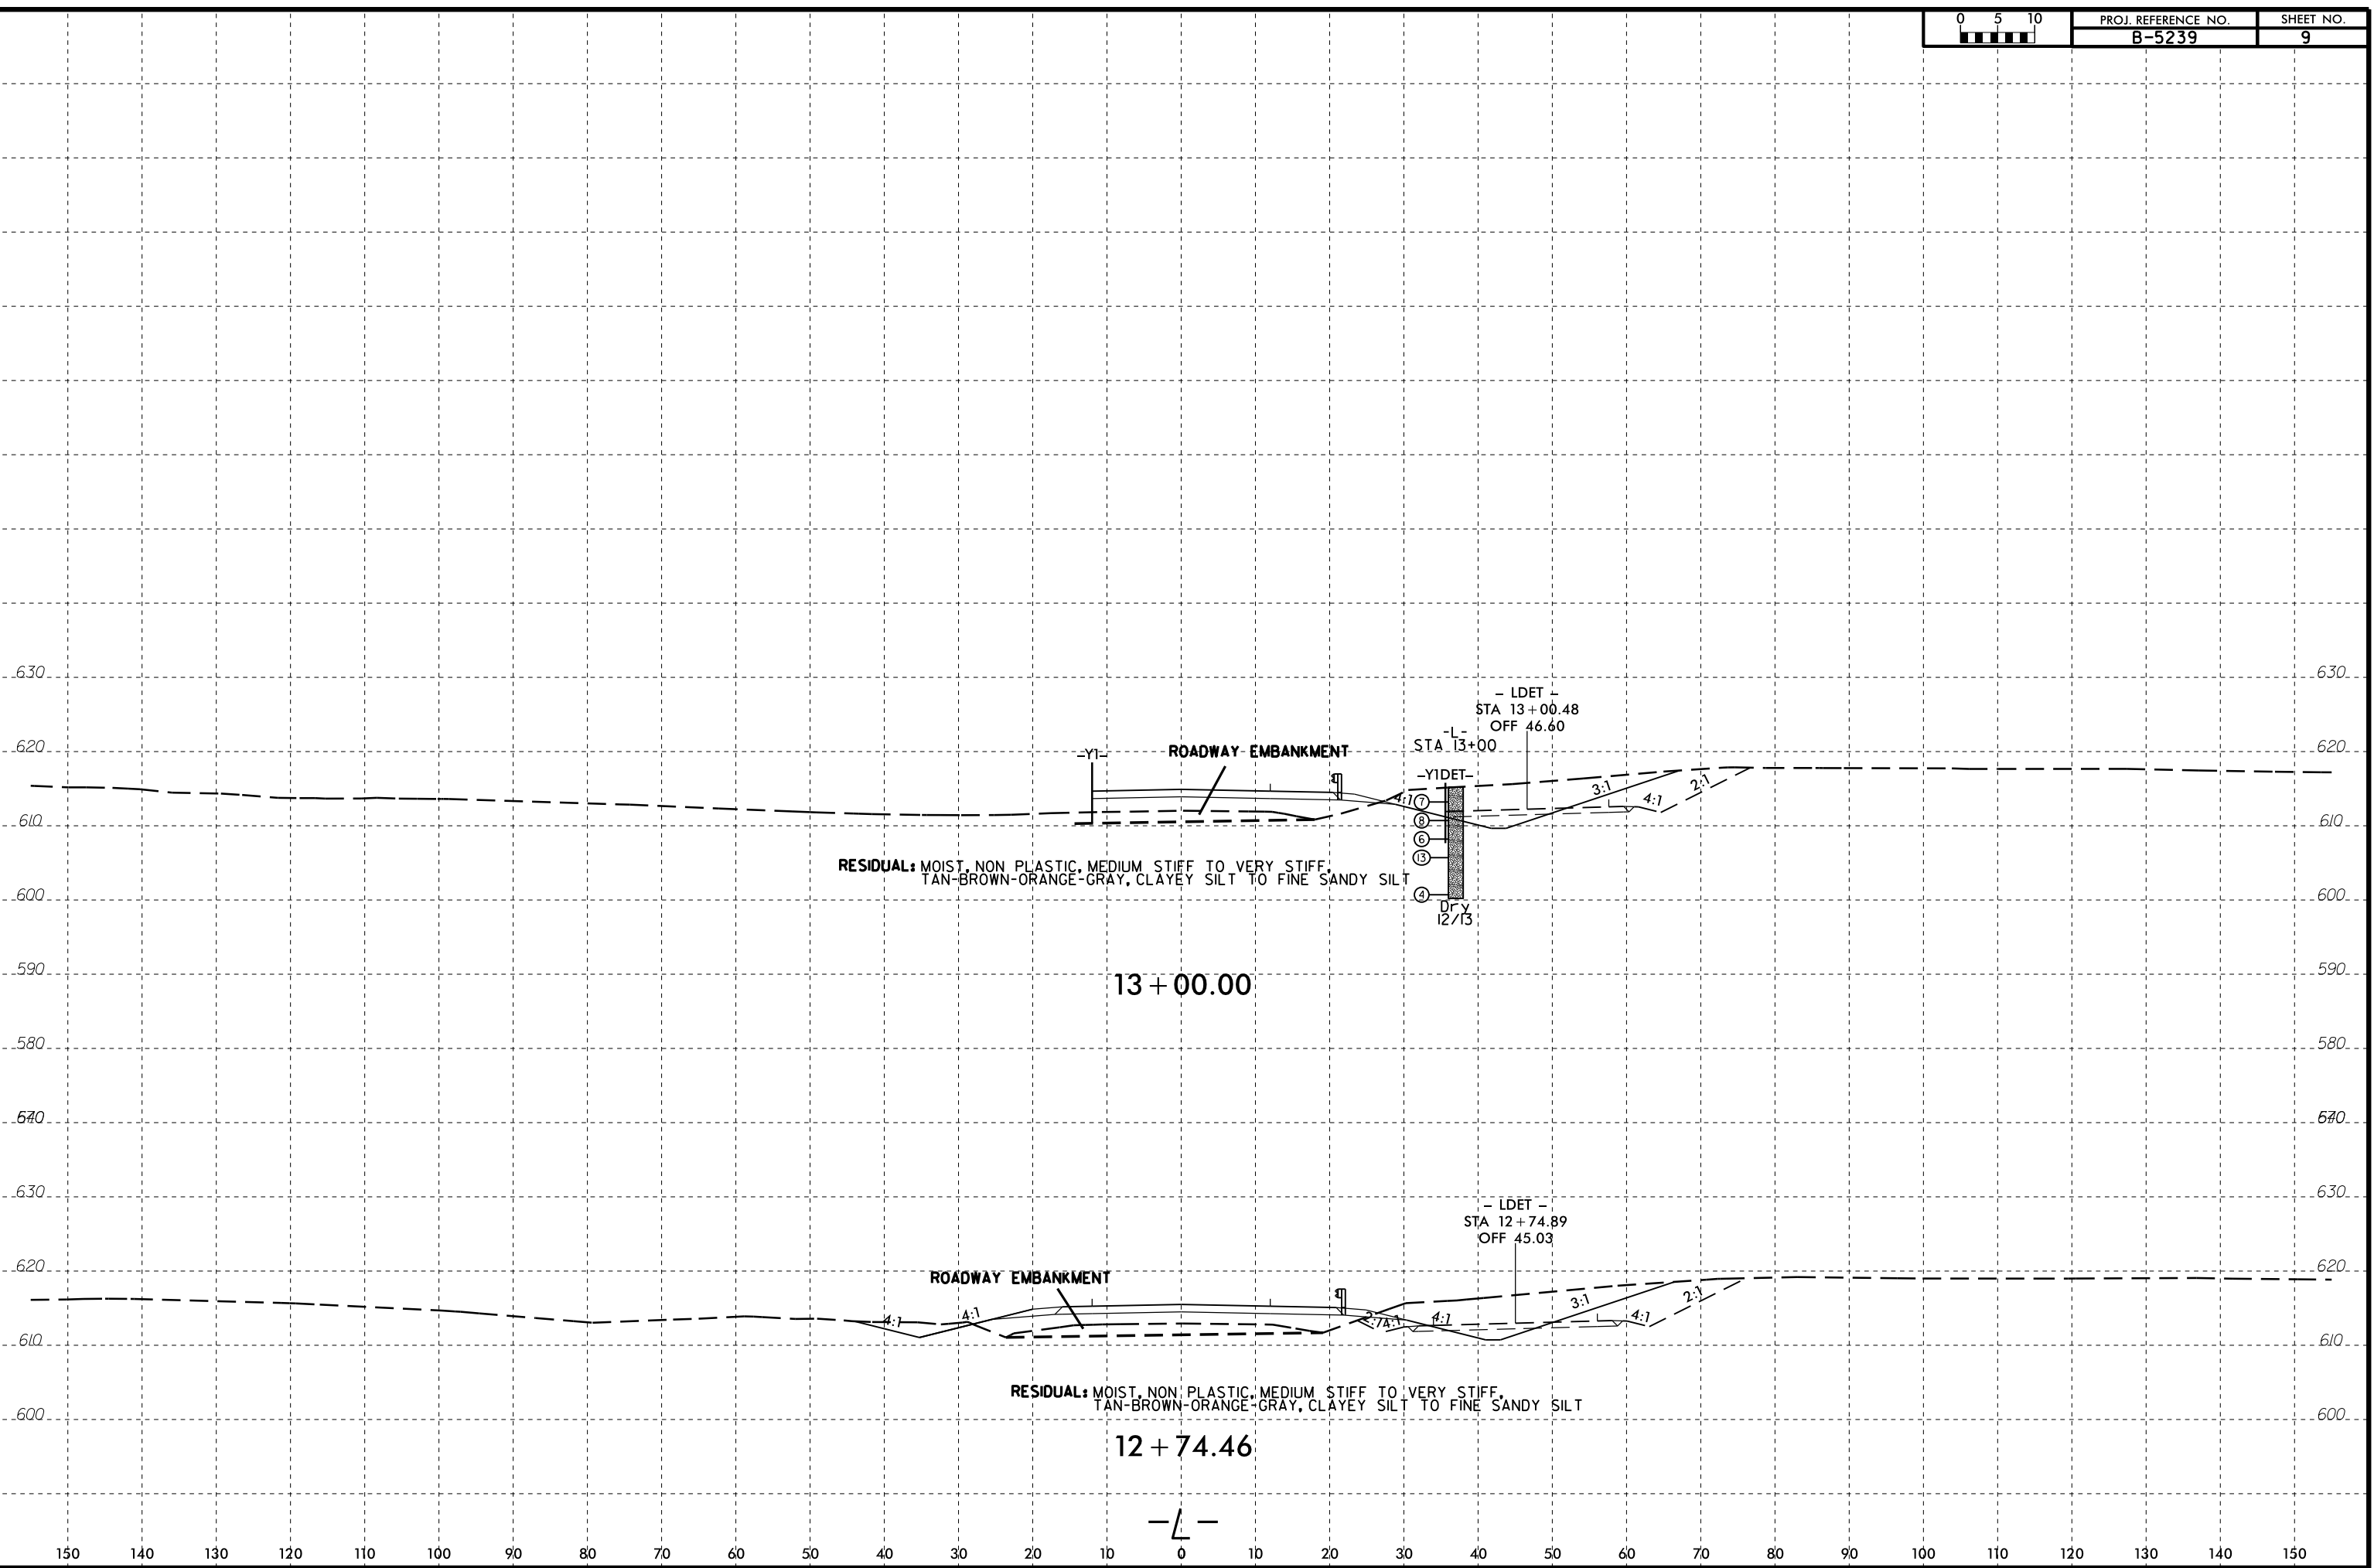 0 5 10
PROJ. REFERENCE NO. SHEET NO.
B-5239 9
630 630
- LDET -
STA 13+00.48
OFF 46.60
-L-
STA 13+00
620 620
-Y1- ROADWAY EMBANKMENT
-Y1DET-
4:1 3:1 4:1 2:1
7
610 610
8
6
13
RESIDUAL: MOIST, NON PLASTIC, MEDIUM STIFF TO VERY STIFF,
TAN-BROWN-ORANGE-GRAY, CLAYEY SILT TO FINE SANDY SILT
600 4 600
Dry
12/13
590 590
13+00.00
580 580
630 630
- LDET -
STA 12+74.89
OFF 45.03
620 620
ROADWAY EMBANKMENT
4:1 4:1 4:1 4:1 3:1 4:1 2:1
610 610
RESIDUAL: MOIST, NON PLASTIC, MEDIUM STIFF TO VERY STIFF,
TAN-BROWN-ORANGE-GRAY, CLAYEY SILT TO FINE SANDY SILT
600 600
12+74.46
-L-
150 140 130 120 110 100 90 80 70 60 50 40 30 20 10 0 10 20 30 40 50 60 70 80 90 100 110 120 130 140 150